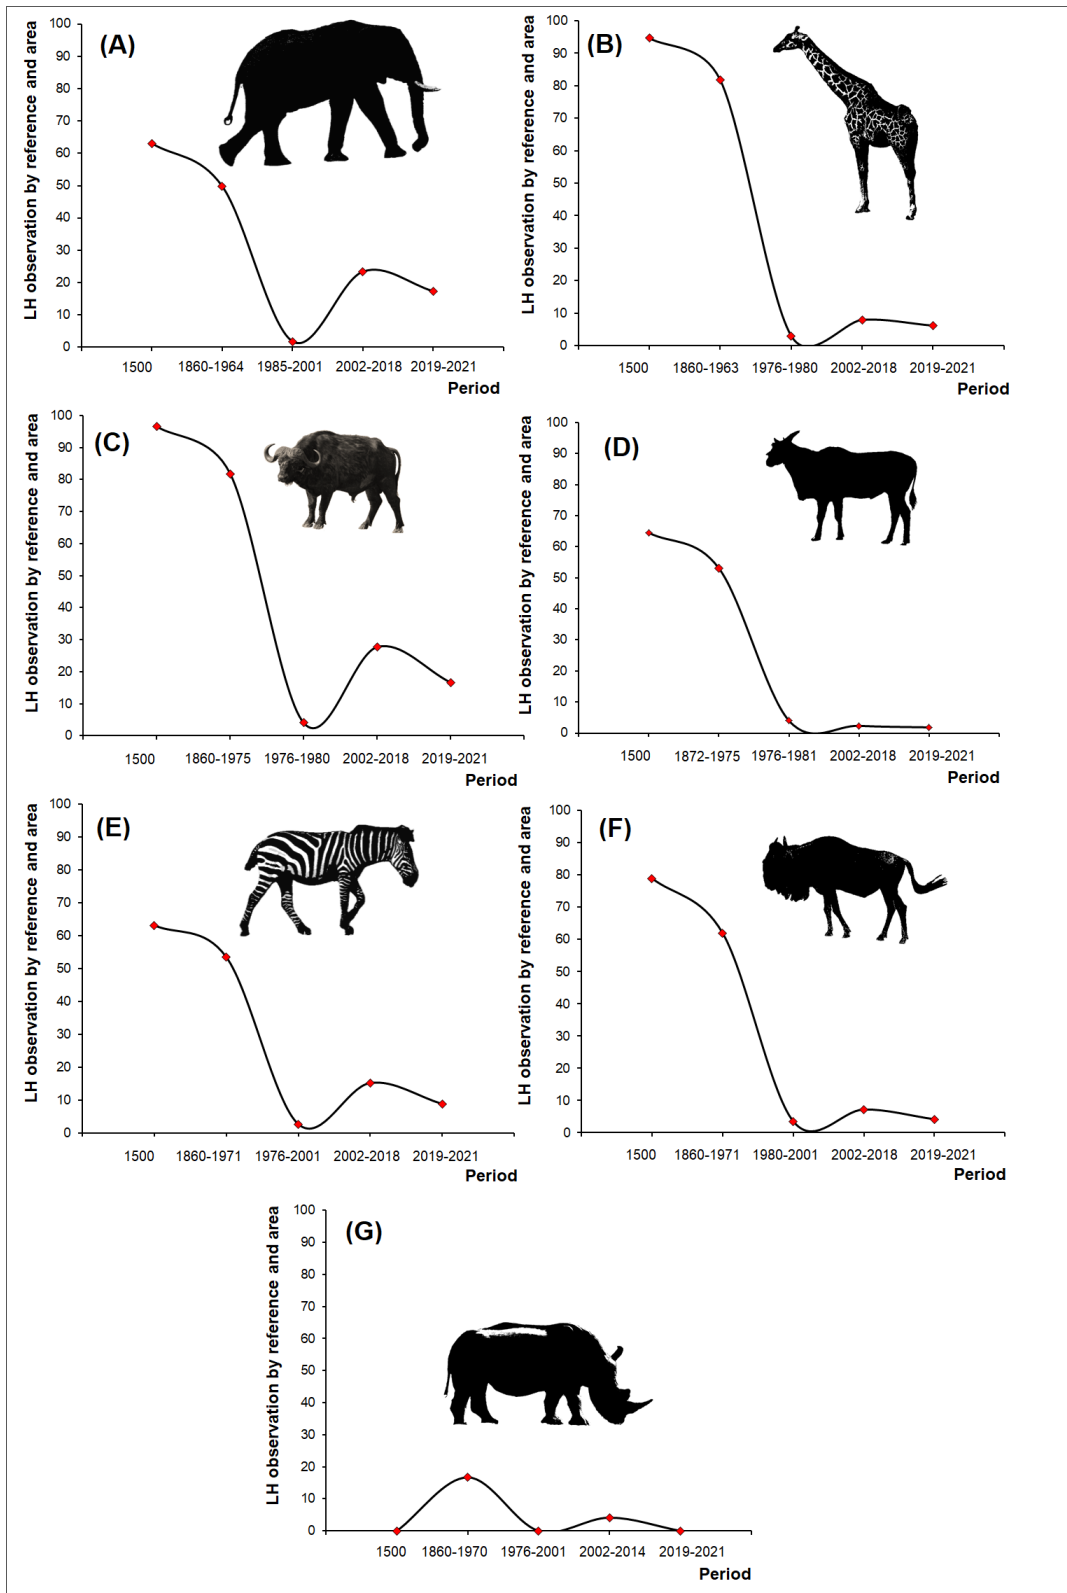 (A)
LH observation by reference and area
100
90
80
70
60
50
40
30
20
10
0
1500 1860-1964 1985-2001 2002-2018 2019-2021
Period
(B)
LH observation by reference and area
100
90
80
70
60
50
40
30
20
10
0
1500 1860-1963 1976-1980 2002-2018 2019-2021
Period
(C)
LH observation by reference and area
100
90
80
70
60
50
40
30
20
10
0
1500 1860-1975 1976-1980 2002-2018 2019-2021
Period
(D)
LH observation by reference and area
100
90
80
70
60
50
40
30
20
10
0
1500 1872-1975 1976-1981 2002-2018 2019-2021
Period
(E)
LH observation by reference and area
100
90
80
70
60
50
40
30
20
10
0
1500 1860-1971 1976-2001 2002-2018 2019-2021
Period
(F)
LH observation by reference and area
100
90
80
70
60
50
40
30
20
10
0
1500 1860-1971 1980-2001 2002-2018 2019-2021
Period
(G)
LH observation by reference and area
100
90
80
70
60
50
40
30
20
10
0
1500 1860-1970 1976-2001 2002-2014 2019-2021
Period